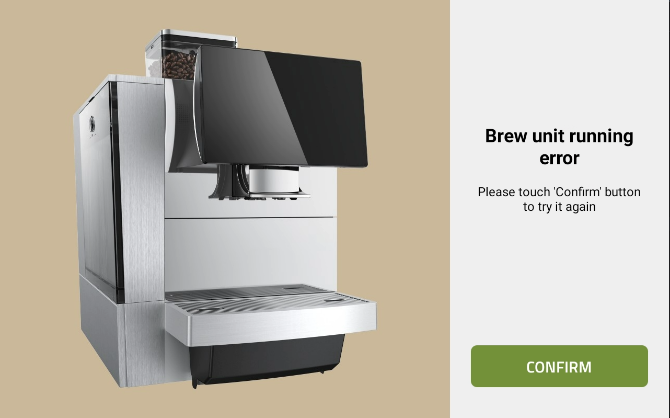 Brew unit running
error
Please touch 'Confirm' button
to try it again
CONFIRM